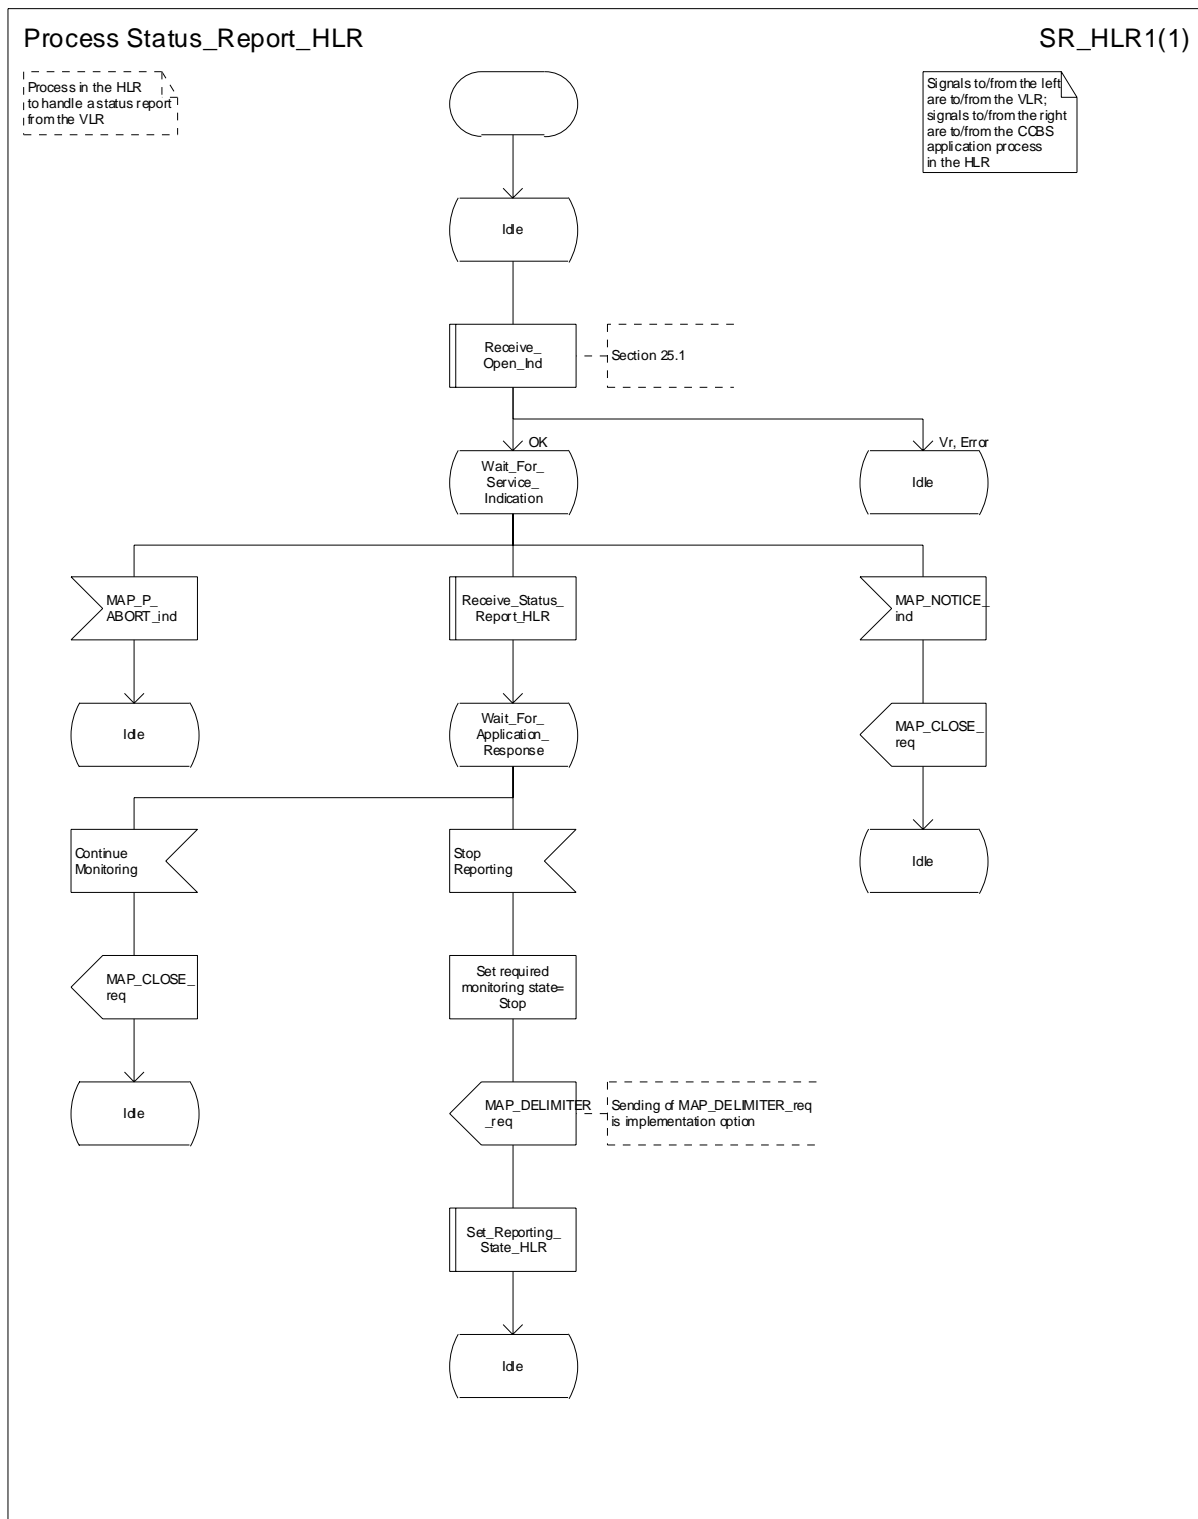 Process Status_Report_HLR
SR_HLR1(1)
Process in the HLR
to handle a status report
from the VLR
Signals to/from the left
are to/from the VLR;
signals to/from the right
are to/from the CCBS
application process
in the HLR
Idle
Receive_
Open_Ind
Section 25.1
OK
Vr, Error
Wait_For_
Service_
Indication
Idle
MAP_P_
ABORT_ind
Receive_Status_
Report_HLR
MAP_NOTICE_
ind
Idle
Wait_For_
Application_
Response
MAP_CLOSE_
req
Continue
Monitoring
Stop
Reporting
Idle
MAP_CLOSE_
req
Set required
monitoring state=
Stop
Idle
MAP_DELIMITER
_req
Sending of MAP_DELIMITER_req
is implementation option
Set_Reporting_
State_HLR
Idle